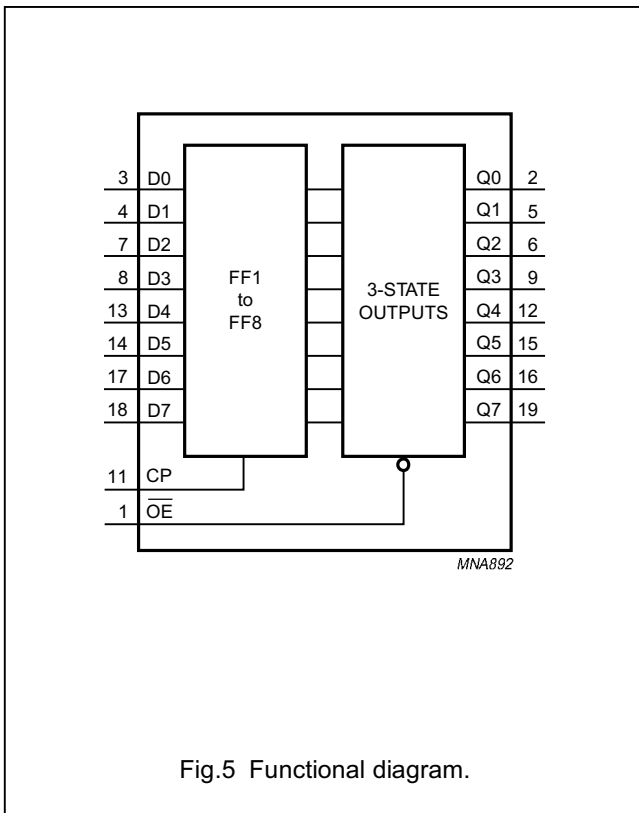 3 D0 Q0 2
4 D1 Q1 5
7 D2 Q2 6
8 D3 FF1 Q3 9
to 3-STATE
13 D4 FF8 OUTPUTS Q4 12
14 D5 Q5 15
17 D6 Q6 16
18 D7 Q7 19
11 CP
1 O̅E̅
MNA892
Fig.5 Functional diagram.